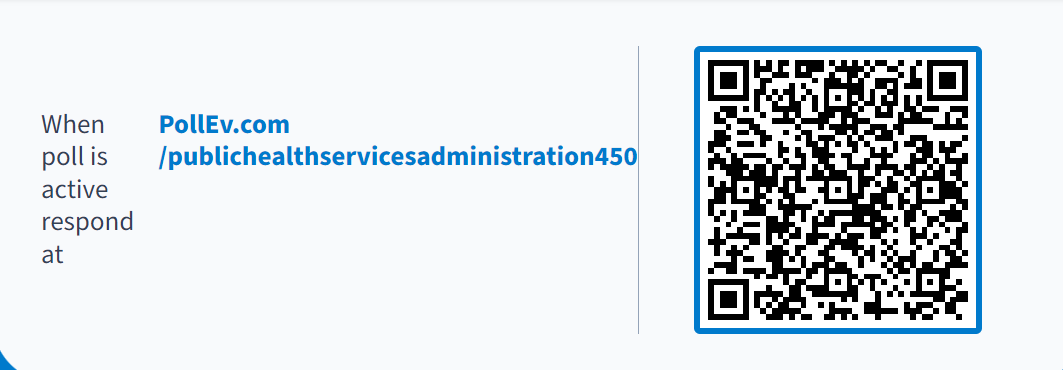 When
poll is
active
respond
at
PollEv.com
/publichealthservicesadministration450